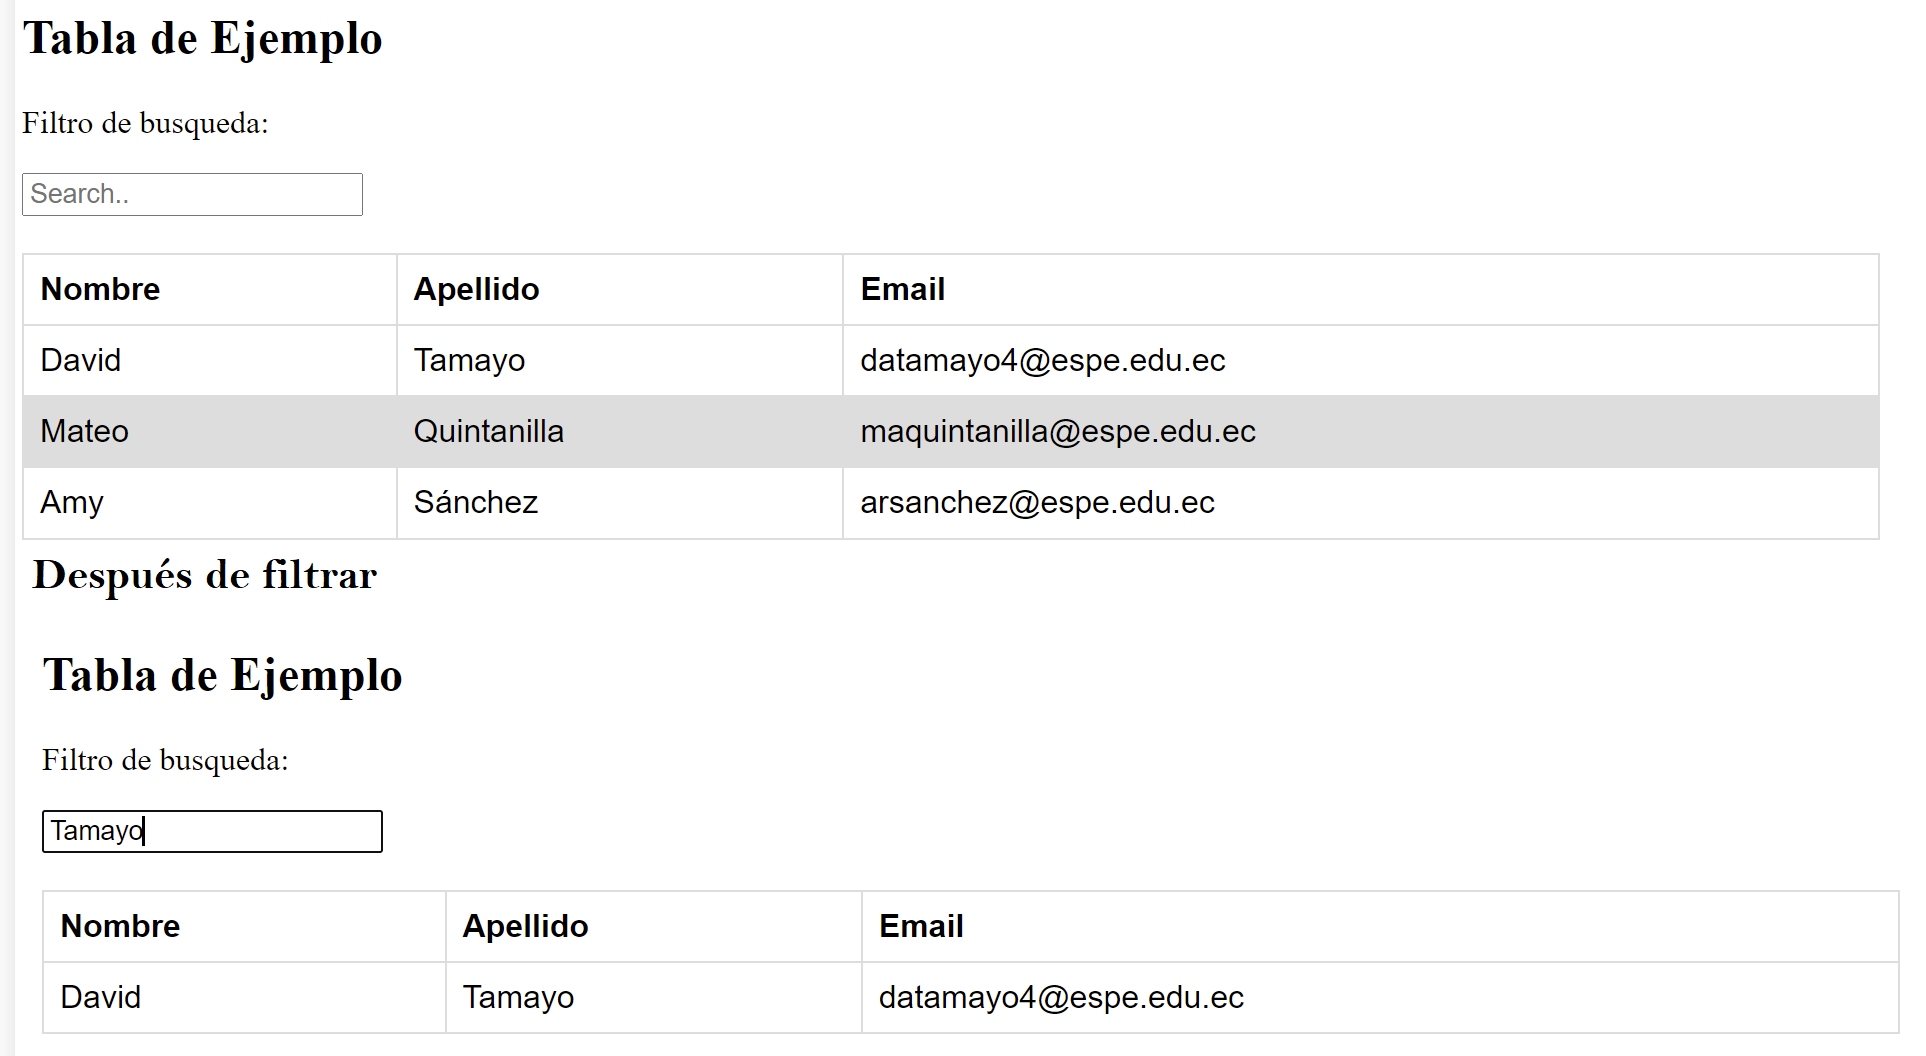 Tabla de Ejemplo
Filtro de busqueda:
Search..
Nombre Apellido Email
David Tamayo datamayo4@espe.edu.ec
Mateo Quintanilla maquintanilla@espe.edu.ec
Amy Sánchez arsanchez@espe.edu.ec
Después de filtrar
Tabla de Ejemplo
Filtro de busqueda:
Tamayo
Nombre Apellido Email
David Tamayo datamayo4@espe.edu.ec